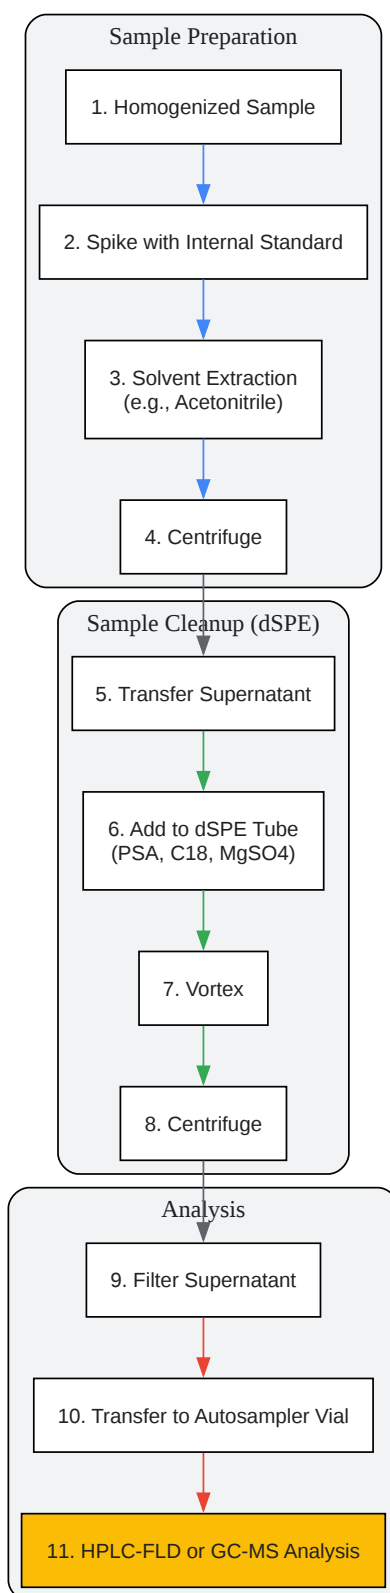 Sample Preparation
1. Homogenized Sample
2. Spike with Internal Standard
3. Solvent Extraction
(e.g., Acetonitrile)
4. Centrifuge
Sample Cleanup (dSPE)
5. Transfer Supernatant
6. Add to dSPE Tube
(PSA, C18, MgSO4)
7. Vortex
8. Centrifuge
Analysis
9. Filter Supernatant
10. Transfer to Autosampler Vial
11. HPLC-FLD or GC-MS Analysis